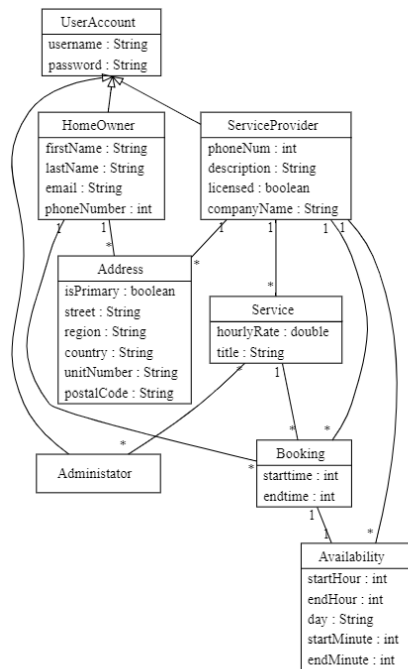 UserAccount
username : String
password : String
HomeOwner
firstName : String
lastName : String
email : String
phoneNumber : int
ServiceProvider
phoneNum : int
description : String
licensed : boolean
companyName : String
1
1
1
1
1
1
*
*
*
Address
isPrimary : boolean
street : String
region : String
country : String
unitNumber : String
postalCode : String
Service
hourlyRate : double
title : String
*
1
*
*
*
*
Administator
Booking
starttime : int
endtime : int
1
1
*
Availability
startHour : int
endHour : int
day : String
startMinute : int
endMinute : int